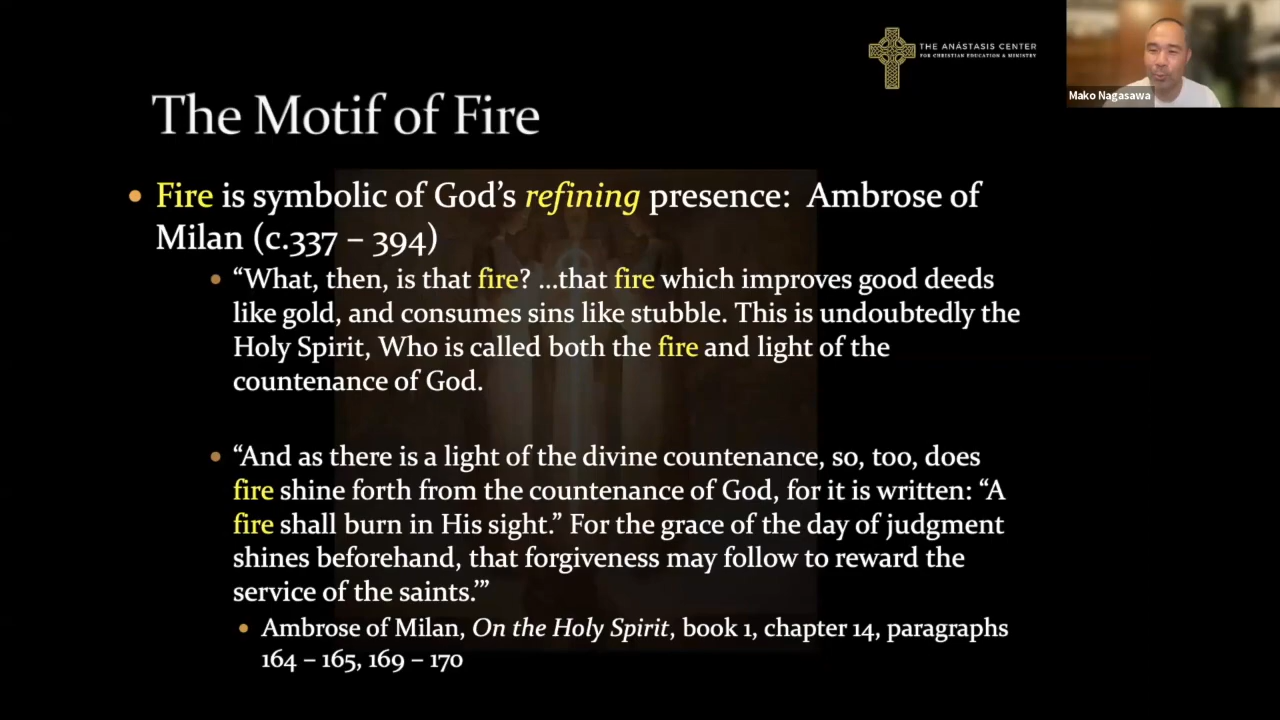 THE ANÁSTASIS CENTER
FOR CHRISTIAN EDUCATION & MINISTRY
Mako Nagasawa
The Motif of Fire
• Fire is symbolic of God’s refining presence:  Ambrose of
Milan (c.337 – 394)
• “What, then, is that fire? …that fire which improves good deeds
like gold, and consumes sins like stubble. This is undoubtedly the
Holy Spirit, Who is called both the fire and light of the
countenance of God.
• “And as there is a light of the divine countenance, so, too, does
fire shine forth from the countenance of God, for it is written: “A
fire shall burn in His sight.” For the grace of the day of judgment
shines beforehand, that forgiveness may follow to reward the
service of the saints.’”
• Ambrose of Milan, On the Holy Spirit, book 1, chapter 14, paragraphs
164 – 165, 169 – 170